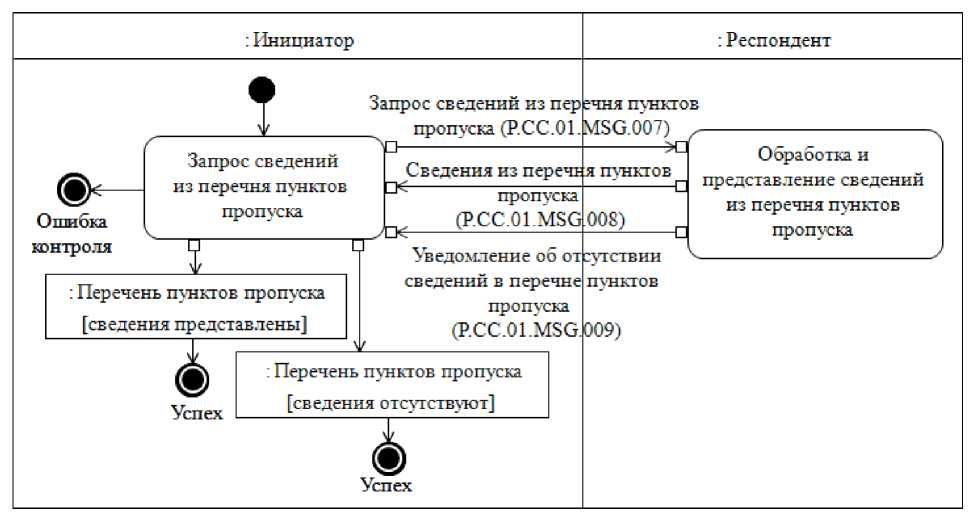 : Инициатор
: Респондент
Запрос сведений из перечня пунктов
пропуска (P.CC.01.MSG.007)
Запрос сведений
из перечня пунктов
пропуска
Обработка и
представление сведений
из перечня пунктов
пропуска
Сведения из перечня пунктов
пропуска
(P.CC.01.MSG.008)
Ошибка
контроля
Уведомление об отсутствии
сведений в перечне пунктов
пропуска
(P.CC.01.MSG.009)
: Перечень пунктов пропуска
[сведения представлены]
Успех
: Перечень пунктов пропуска
[сведения отсутствуют]
Успех